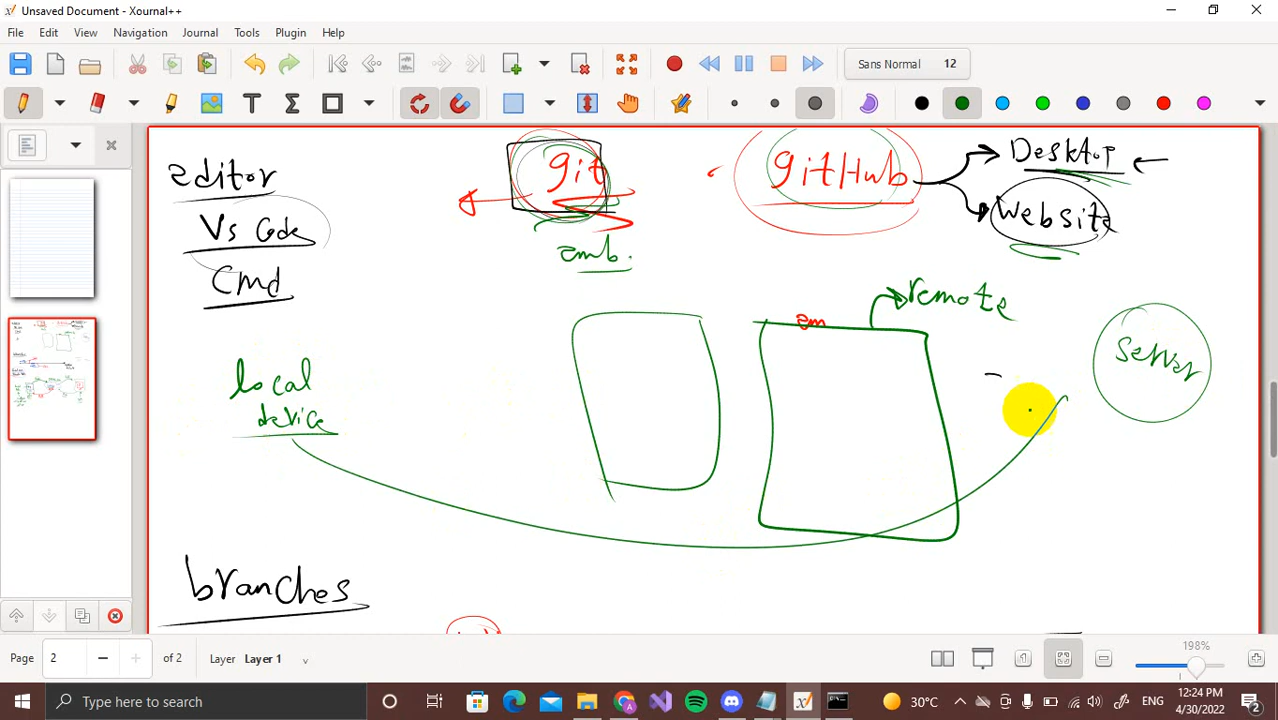 Unsaved Document - Xournal++
File Edit View Navigation Journal Tools Plugin Help
Sans Normal 12
editor
Vs Code
Cmd
git
gitHub
Desktop
Website
remote
server
local
device
branches
Page 2 of 2 Layer Layer 1
198%
Type here to search
30°C
ENG
12:24 PM
4/30/2022
2